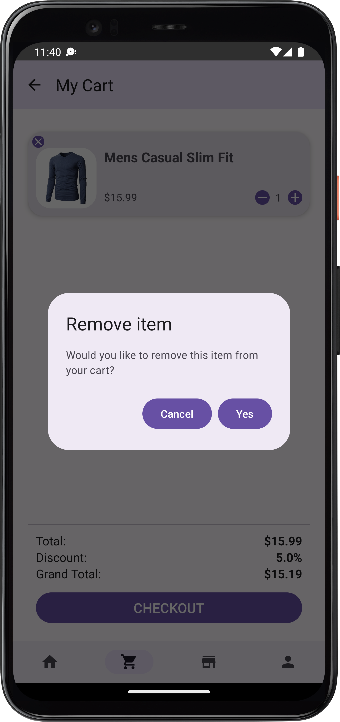 11:40
My Cart
Mens Casual Slim Fit
$15.99
1
Remove item
Would you like to remove this item from
your cart?
Cancel Yes
Total: $15.99
Discount: 5.0%
Grand Total: $15.19
CHECKOUT